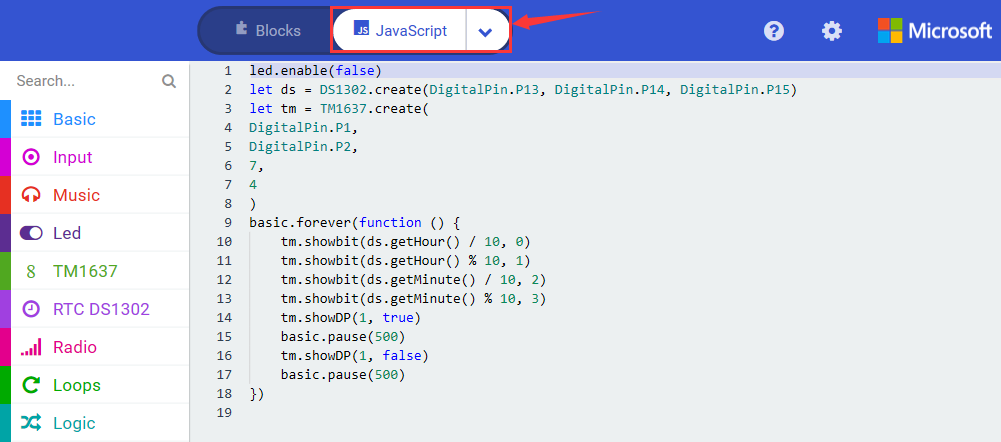 Blocks
JS JavaScript
Microsoft
Search...
Basic
Input
Music
Led
8 TM1637
RTC DS1302
Radio
Loops
Logic
1 led.enable(false)
2 let ds = DS1302.create(DigitalPin.P13, DigitalPin.P14, DigitalPin.P15)
3 let tm = TM1637.create(
4 DigitalPin.P1,
5 DigitalPin.P2,
6 7,
7 4
8 )
9 basic.forever(function () {
10     tm.showbit(ds.getHour() / 10, 0)
11     tm.showbit(ds.getHour() % 10, 1)
12     tm.showbit(ds.getMinute() / 10, 2)
13     tm.showbit(ds.getMinute() % 10, 3)
14     tm.showDP(1, true)
15     basic.pause(500)
16     tm.showDP(1, false)
17     basic.pause(500)
18 })
19